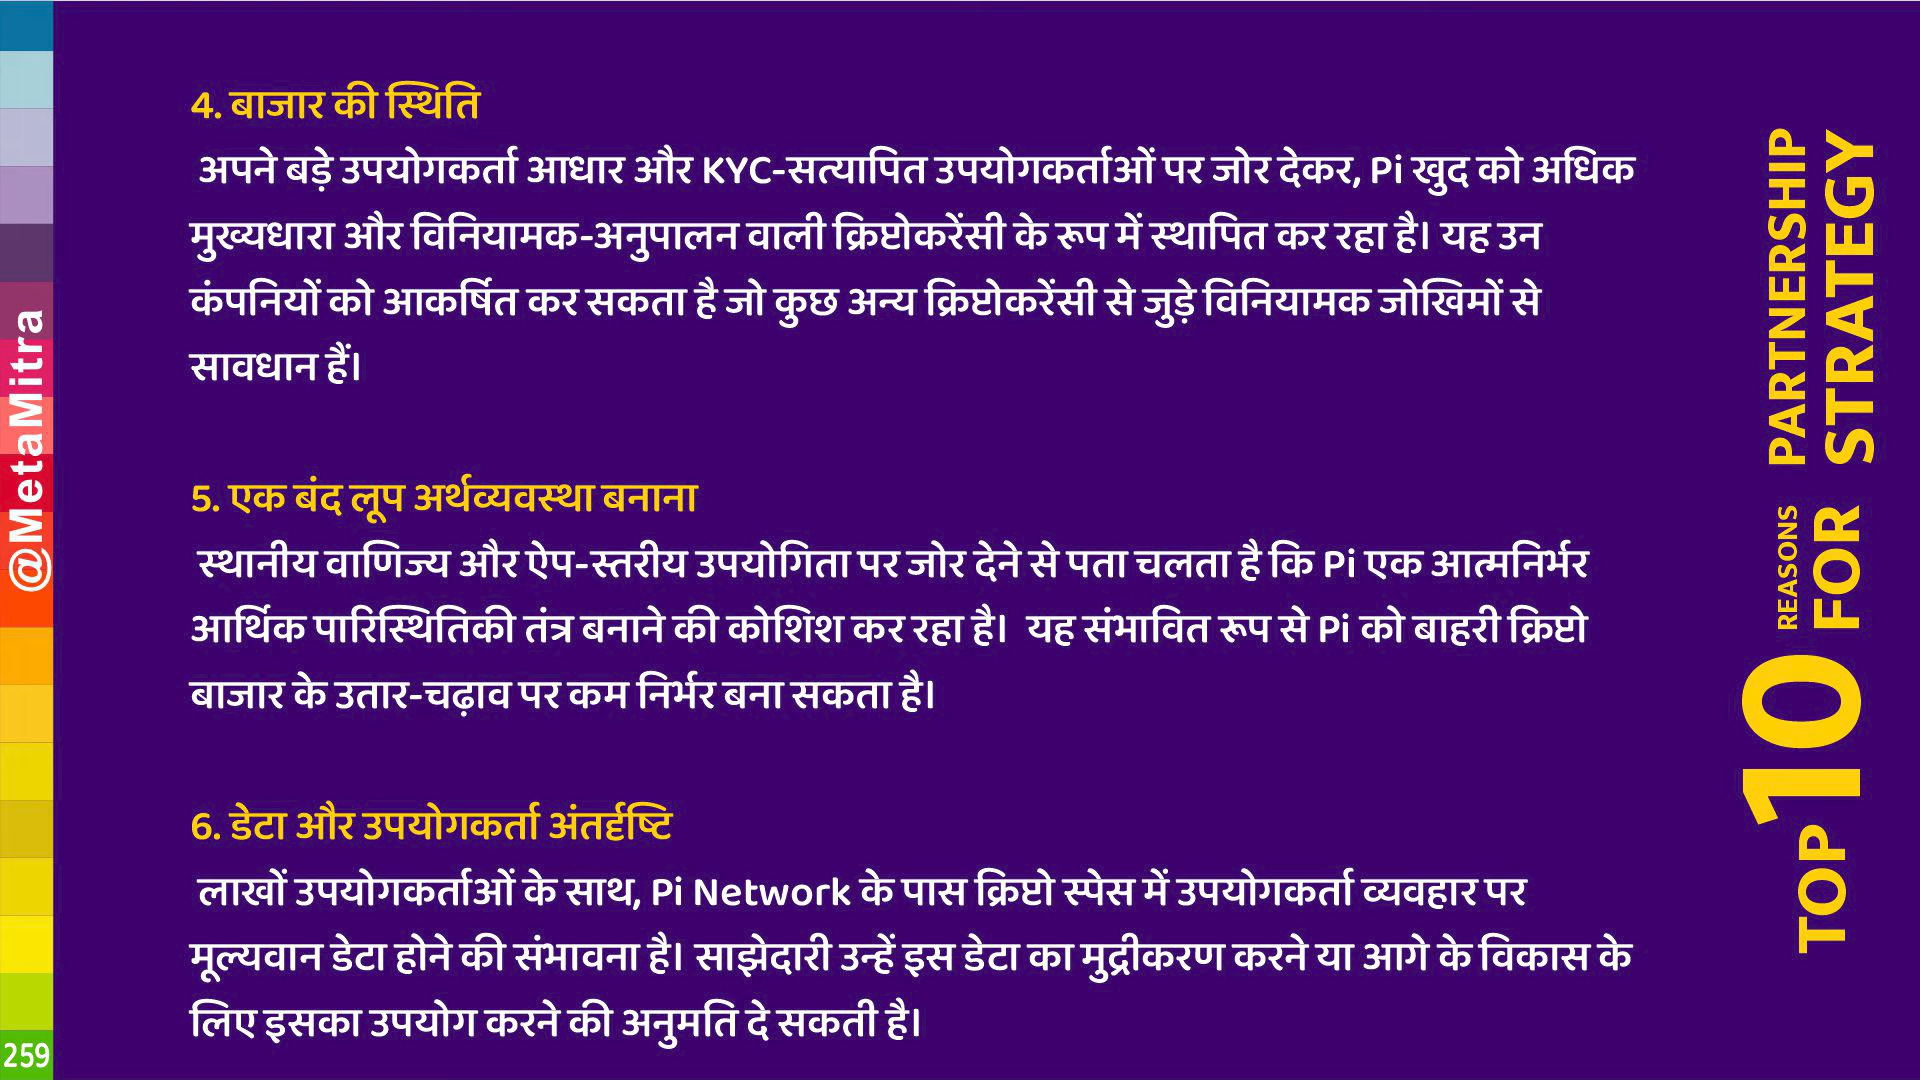 4. बाजार की स्थिति
अपने बड़े उपयोगकर्ता आधार और KYC-सत्यापित उपयोगकर्ताओं पर जोर देकर, Pi खुद को अधिक
मुख्यधारा और विनियामक-अनुपालन वाली क्रिप्टोकरेंसी के रूप में स्थापित कर रहा है। यह उन
कंपनियों को आकर्षित कर सकता है जो कुछ अन्य क्रिप्टोकरेंसी से जुड़े विनियामक जोखिमों से
सावधान हैं।
5. एक बंद लूप अर्थव्यवस्था बनाना
स्थानीय वाणिज्य और ऐप-स्तरीय उपयोगिता पर जोर देने से पता चलता है कि Pi एक आत्मनिर्भर
आर्थिक पारिस्थितिकी तंत्र बनाने की कोशिश कर रहा है। यह संभावित रूप से Pi को बाहरी क्रिप्टो
बाजार के उतार-चढ़ाव पर कम निर्भर बना सकता है।
6. डेटा और उपयोगकर्ता अंतर्दृष्टि
लाखों उपयोगकर्ताओं के साथ, Pi Network के पास क्रिप्टो स्पेस में उपयोगकर्ता व्यवहार पर
मूल्यवान डेटा होने की संभावना है। साझेदारी उन्हें इस डेटा का मुद्रीकरण करने या आगे के विकास के
लिए इसका उपयोग करने की अनुमति दे सकती है।
TOP 10 REASONS FOR PARTNERSHIP STRATEGY
@MetaMitra
259